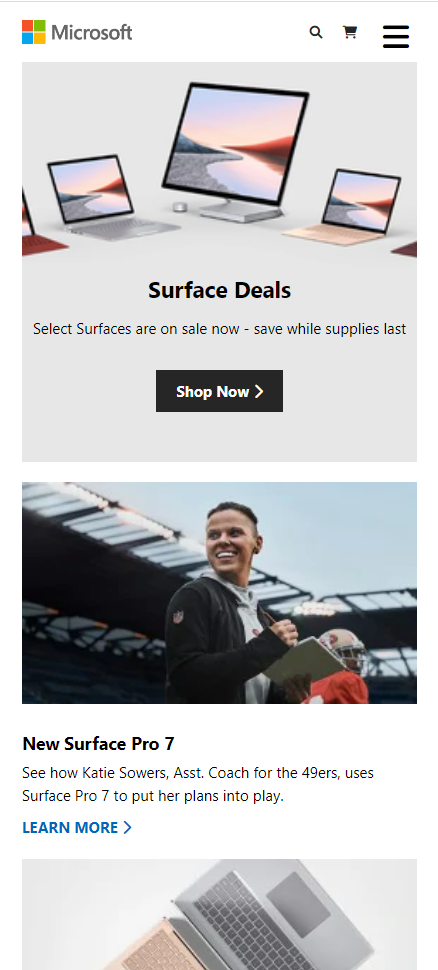 Microsoft
Surface Deals
Select Surfaces are on sale now - save while supplies last
Shop Now
New Surface Pro 7
See how Katie Sowers, Asst. Coach for the 49ers, uses
Surface Pro 7 to put her plans into play.
LEARN MORE